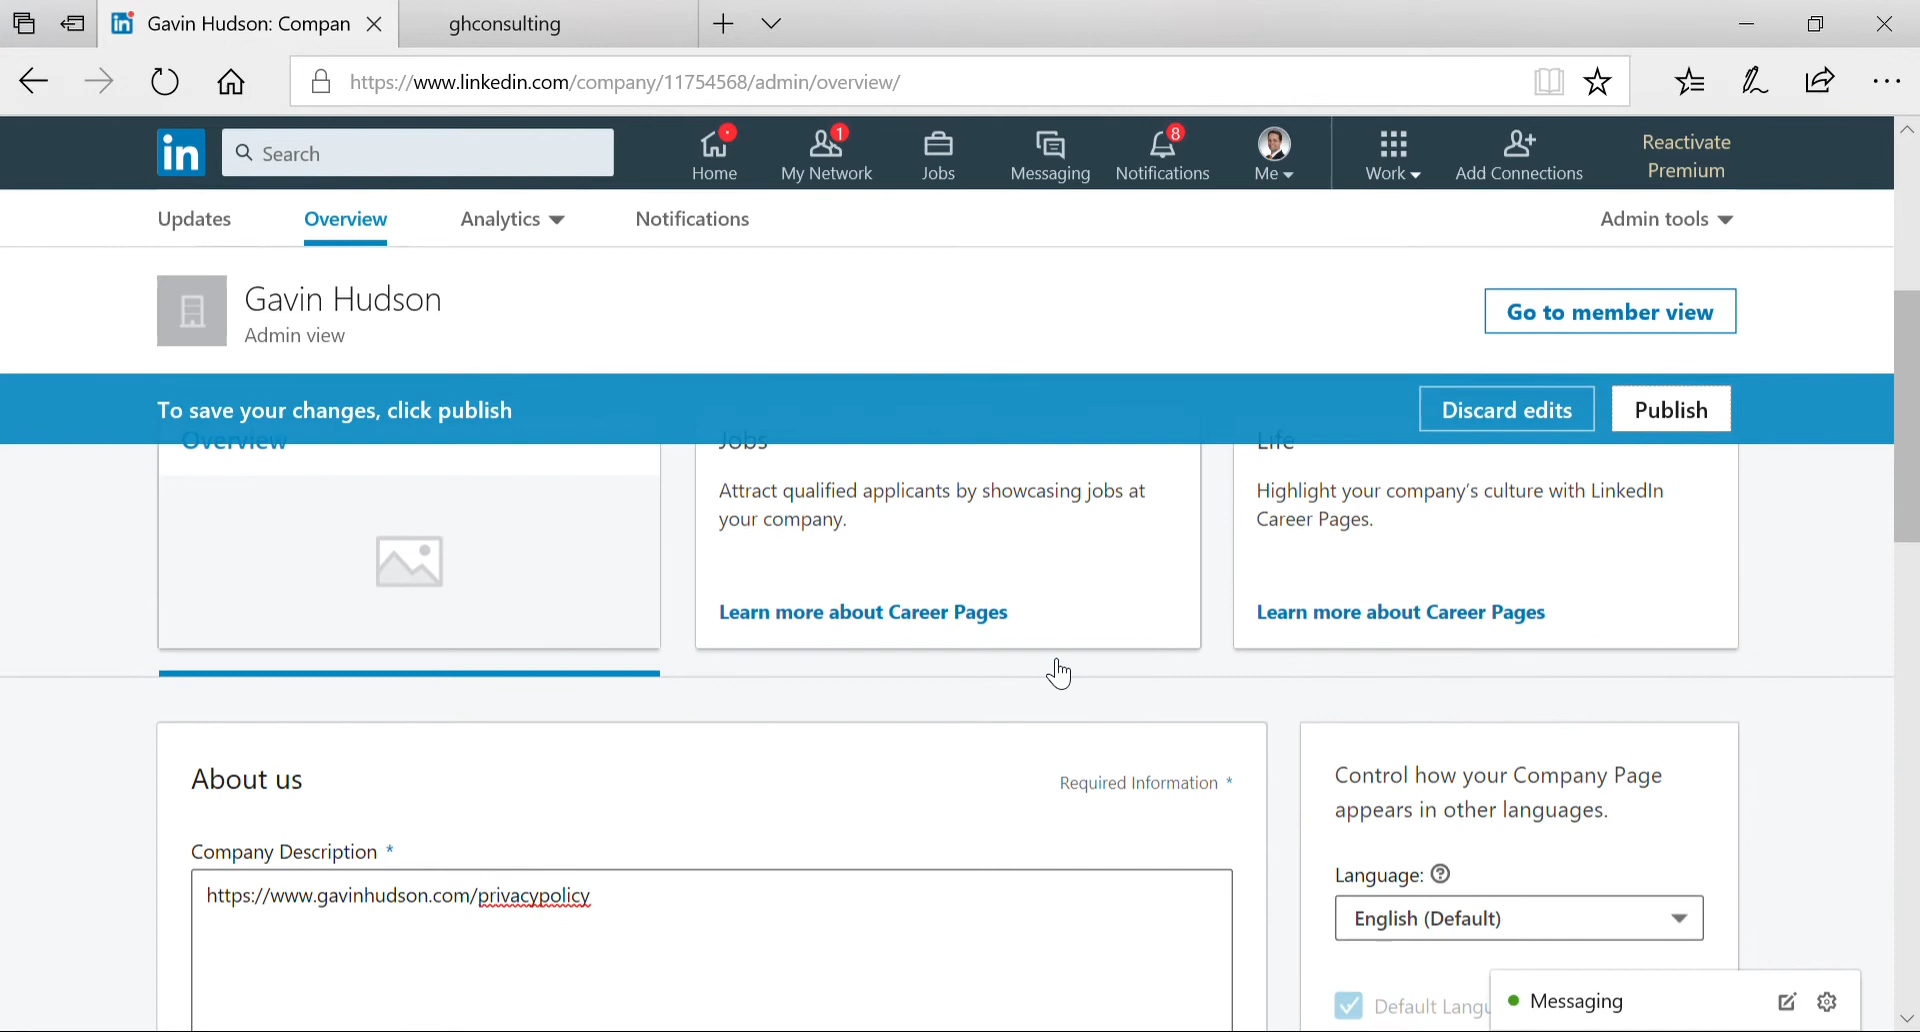 Gavin Hudson: Compan
ghconsulting
https://www.linkedin.com/company/11754568/admin/overview/
in
Search
Home
1
My Network
Jobs
Messaging
8
Notifications
Me
Work
Add Connections
Reactivate
Premium
Updates
Overview
Analytics
Notifications
Admin tools
Gavin Hudson
Admin view
Go to member view
To save your changes, click publish
Discard edits
Publish
Overview
Jobs
Life
Attract qualified applicants by showcasing jobs at
your company.
Highlight your company's culture with LinkedIn
Career Pages.
Learn more about Career Pages
Learn more about Career Pages
About us
Required Information *
Company Description *
https://www.gavinhudson.com/privacypolicy
Control how your Company Page
appears in other languages.
Language:
English (Default)
Default Langu
Messaging